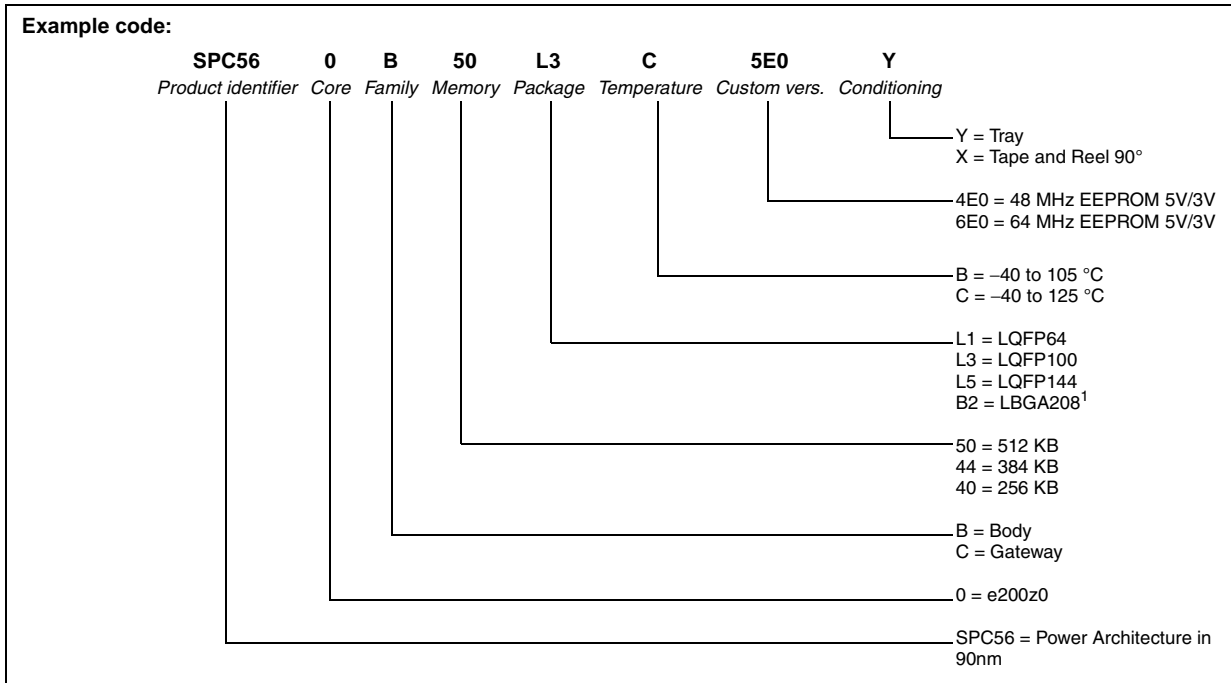 Example code:
SPC56 0 B 50 L3 C 5E0 Y
Product identifier Core Family Memory Package Temperature Custom vers. Conditioning
Y = Tray
X = Tape and Reel 90°
4E0 = 48 MHz EEPROM 5V/3V
6E0 = 64 MHz EEPROM 5V/3V
B = −40 to 105 °C
C = −40 to 125 °C
L1 = LQFP64
L3 = LQFP100
L5 = LQFP144
B2 = LBGA208¹
50 = 512 KB
44 = 384 KB
40 = 256 KB
B = Body
C = Gateway
0 = e200z0
SPC56 = Power Architecture in
90nm